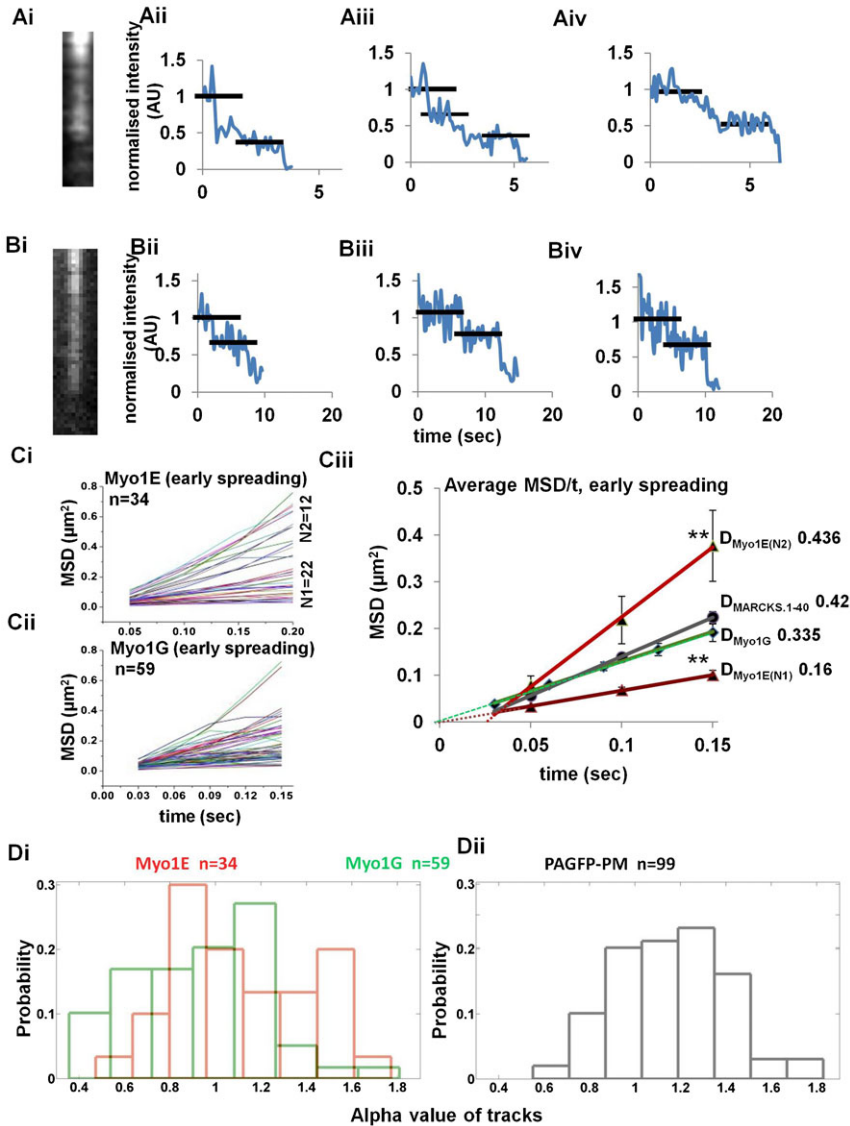 Ai
Aii
Aiii
Aiv
normalised intensity
(AU)
1.5
1
0.5
0
0
5
1.5
1
0.5
0
0
5
1.5
1
0.5
0
0
5
Bi
Bii
Biii
Biv
normalised intensity
(AU)
1.5
1
0.5
0
0
10
20
1.5
1
0.5
0
0
10
20
time (sec)
1.5
1
0.5
0
0
10
20
Ci
Myo1E (early spreading)
n=34
MSD (µm²)
0.8
0.6
0.4
0.2
0.0
0.05
0.10
0.15
0.20
N2=12
N1=22
Cii
Myo1G (early spreading)
n=59
MSD (µm²)
0.8
0.6
0.4
0.2
0.0
0.00
0.03
0.06
0.09
0.12
0.15
time (sec)
Ciii
Average MSD/t, early spreading
MSD (µm²)
0.5
0.4
0.3
0.2
0.1
0
0
0.05
0.1
0.15
time (sec)
** DMyo1E(N2) 0.436
DMARCKS.1-40 0.42
DMyo1G 0.335
** DMyo1E(N1) 0.16
Di
Myo1E n=34
Myo1G n=59
Probability
0.3
0.2
0.1
0
0.4 0.6 0.8 1 1.2 1.4 1.6 1.8
Dii
PAGFP-PM n=99
Probability
0.3
0.2
0.1
0
0.4 0.6 0.8 1 1.2 1.4 1.6 1.8
Alpha value of tracks